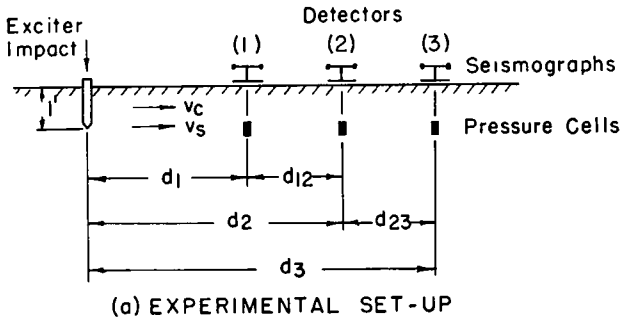 Exciter
Impact
Detectors
(1) (2) (3)
Seismographs
1'
vc
vs
Pressure Cells
d1
d12
d2
d23
d3
(a) EXPERIMENTAL SET-UP